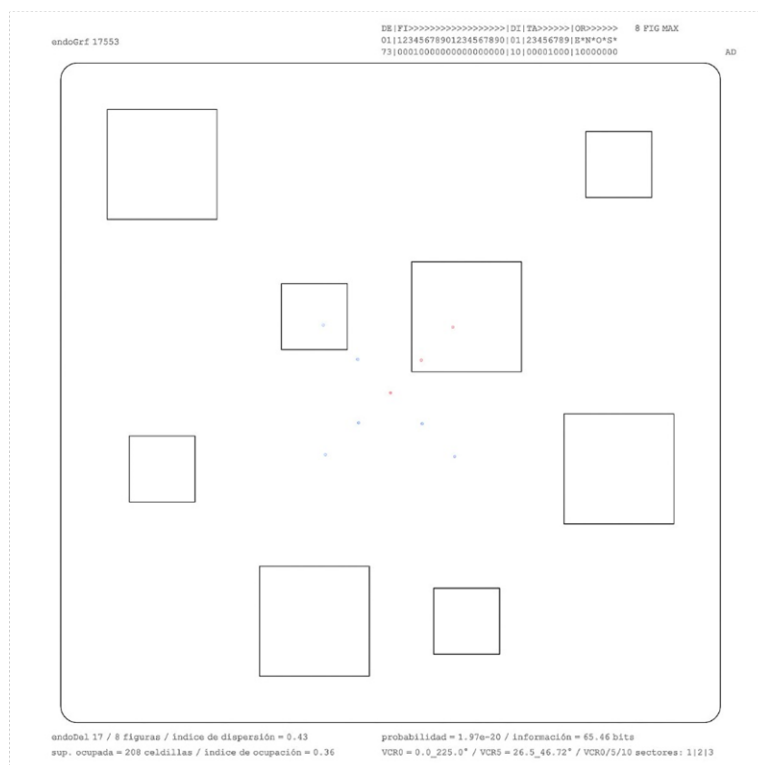 DE|FI>>>>>>>>>>>>>>>>>>|DI|TA>>>>>>|OR>>>>>> 8 FIG MAX
endoGrf 17553
01|12345678901234567890|01|23456789|E*N*O*S*
73|00010000000000000000|10|00001000|10000000 AD
endoDel 17 / 8 figuras / índice de dispersión = 0.43
probabilidad = 1.97e-20 / información = 65.46 bits
sup. ocupada = 208 celdillas / índice de ocupación = 0.36
VCR0 = 0.0_225.0° / VCR5 = 26.5_46.72° / VCR0/5/10 sectores: 1|2|3